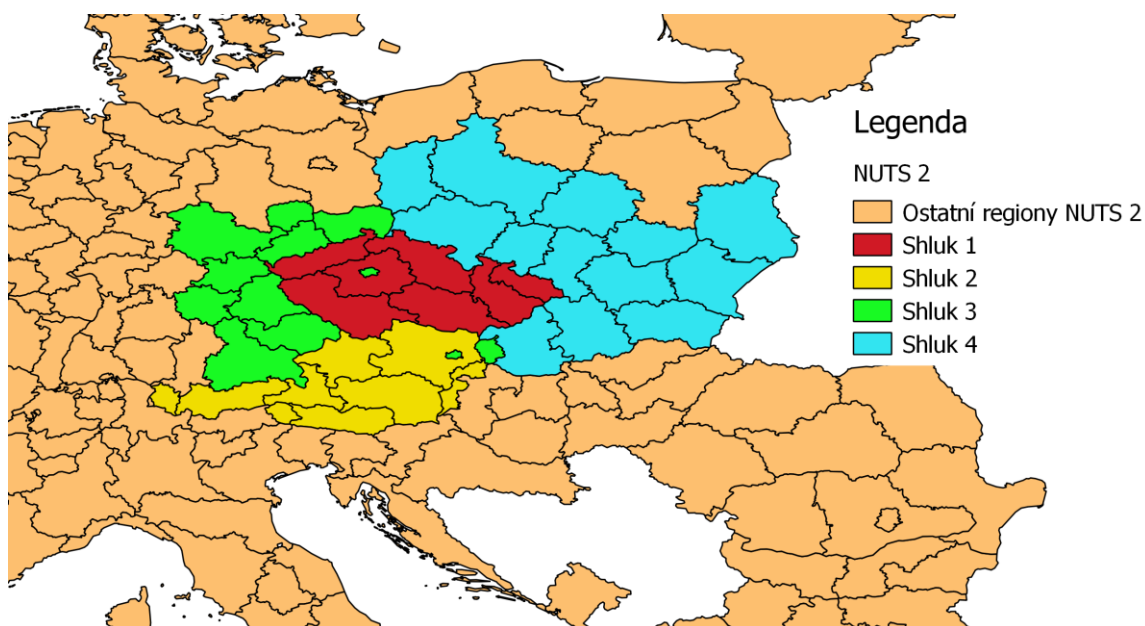 Legenda
NUTS 2
Ostatní regiony NUTS 2
Shluk 1
Shluk 2
Shluk 3
Shluk 4